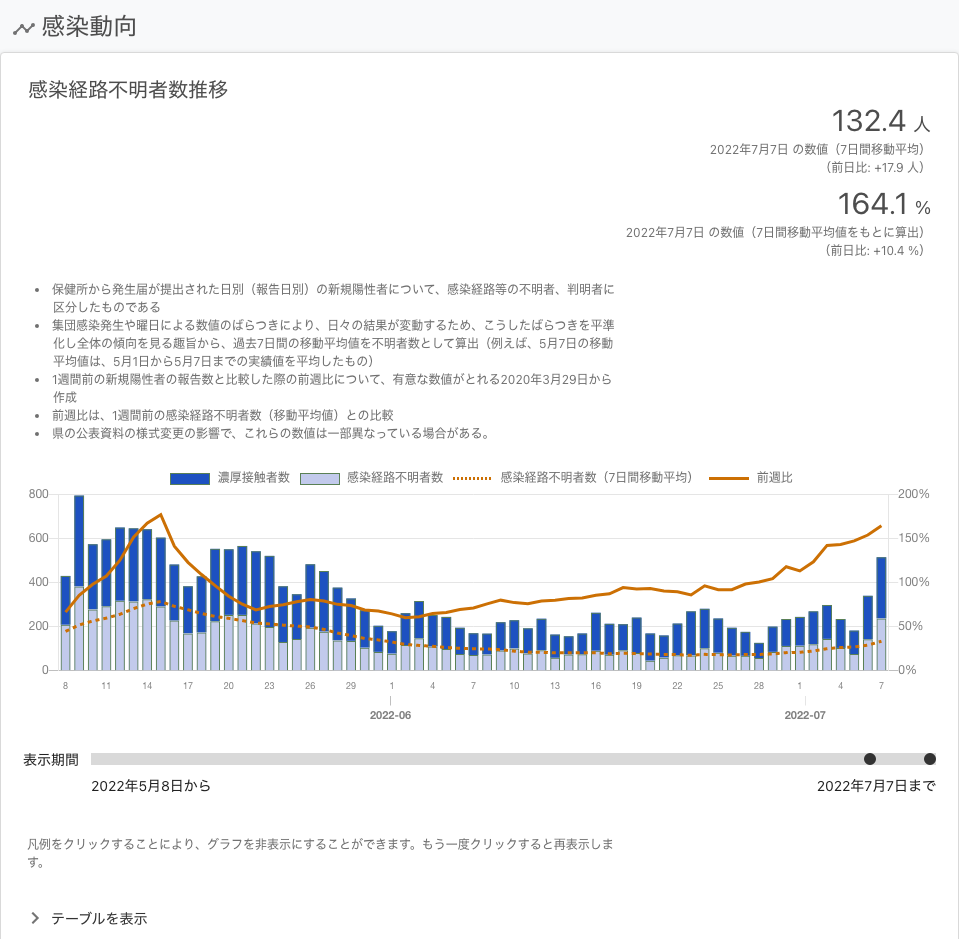 感染動向
感染経路不明者数推移
132.4 人
2022年7月7日 の数値（7日間移動平均）
（前日比: +17.9 人）
164.1 %
2022年7月7日 の数値（7日間移動平均値をもとに算出）
（前日比: +10.4 %）
• 保健所から発生届が提出された日別（報告日別）の新規陽性者について、感染経路等の不明者、判明者に
区分したものである
• 集団感染発生や曜日による数値のばらつきにより、日々の結果が変動するため、こうしたばらつきを平準
化し全体の傾向を見る趣旨から、過去7日間の移動平均値を不明者数として算出（例えば、5月7日の移動
平均値は、5月1日から5月7日までの実績値を平均したもの）
• 1週間前の新規陽性者の報告数と比較した際の前週比について、有意な数値がとれる2020年3月29日から
作成
• 前週比は、1週間前の感染経路不明者数（移動平均値）との比較
• 県の公表資料の様式変更の影響で、これらの数値は一部異なっている場合がある。
濃厚接触者数 感染経路不明者数 感染経路不明者数（7日間移動平均） 前週比
800 200%
600 150%
400 100%
200 50%
0 0%
8 11 14 17 20 23 26 29 1 4 7 10 13 16 19 22 25 28 1 4 7
2022-06 2022-07
表示期間
2022年5月8日から 2022年7月7日まで
凡例をクリックすることにより、グラフを非表示にすることができます。もう一度クリックすると再表示しま
す。
テーブルを表示